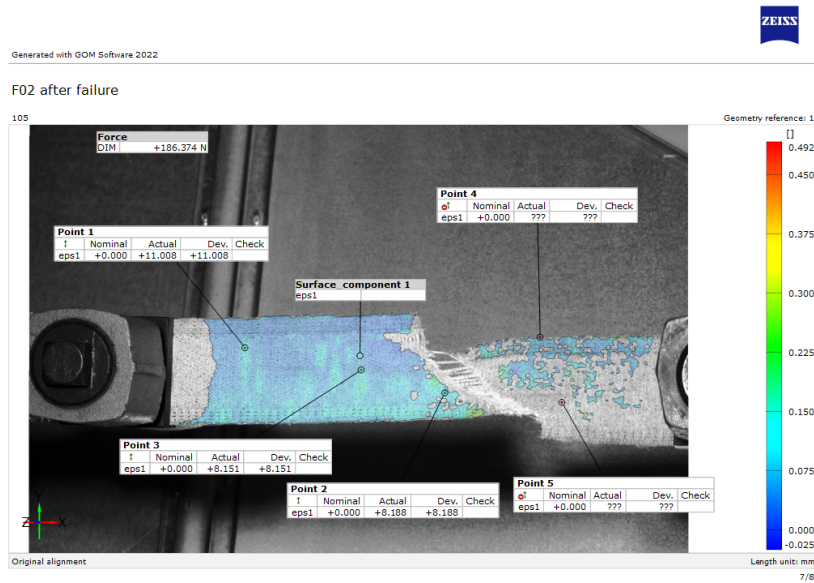 ZEISS
Generated with GOM Software 2022
F02 after failure
105
Geometry reference: 1
Force
DIM +186.374 N
[]
0.492
0.450
0.375
0.300
0.225
0.150
0.075
0.000
-0.025
Point 4
Nominal Actual Dev. Check
eps1 +0.000 ??? ???
Point 1
Nominal Actual Dev. Check
eps1 +0.000 +11.008 +11.008
Surface_component 1
eps1
Point 3
Nominal Actual Dev. Check
eps1 +0.000 +8.151 +8.151
Point 2
Nominal Actual Dev. Check
eps1 +0.000 +8.188 +8.188
Point 5
Nominal Actual Dev. Check
eps1 +0.000 ??? ???
Y
Z X
Original alignment
Length unit: mm
7/8